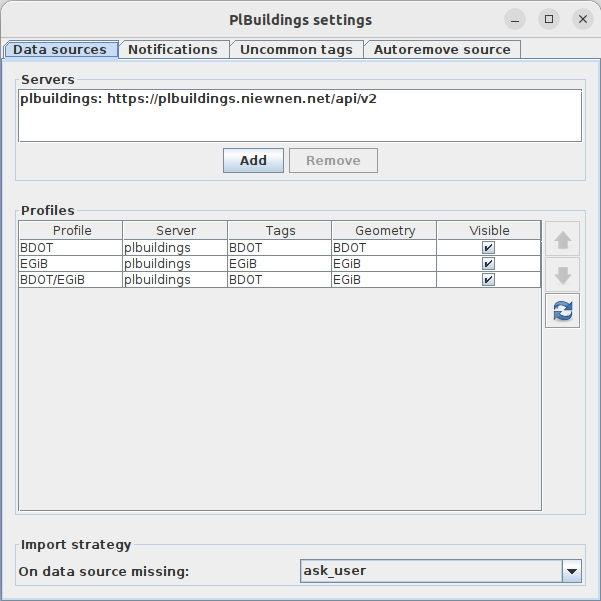 PlBuildings settings
Data sources Notifications Uncommon tags Autoremove source
Servers
plbuildings: https://plbuildings.niewnen.net/api/v2
Add Remove
Profiles
Profile Server Tags Geometry Visible
BDOT plbuildings BDOT BDOT
EGiB plbuildings EGiB EGiB
BDOT/EGiB plbuildings BDOT EGiB
Import strategy
On data source missing: ask_user